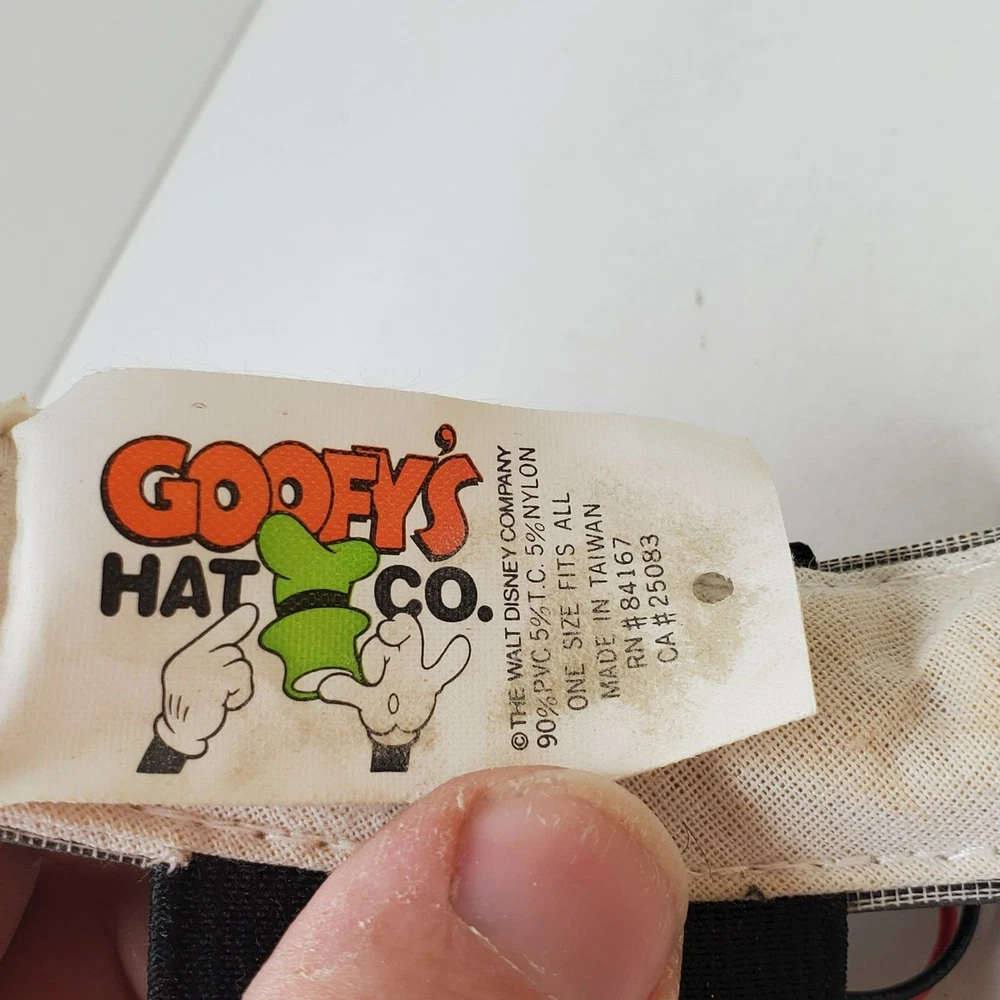 GOOFY'S
HAT CO.
© THE WALT DISNEY COMPANY
90% PVC 5% T.C. 5% NYLON
ONE SIZE FITS ALL
MADE IN TAIWAN
RN # 84167
CA # 25083